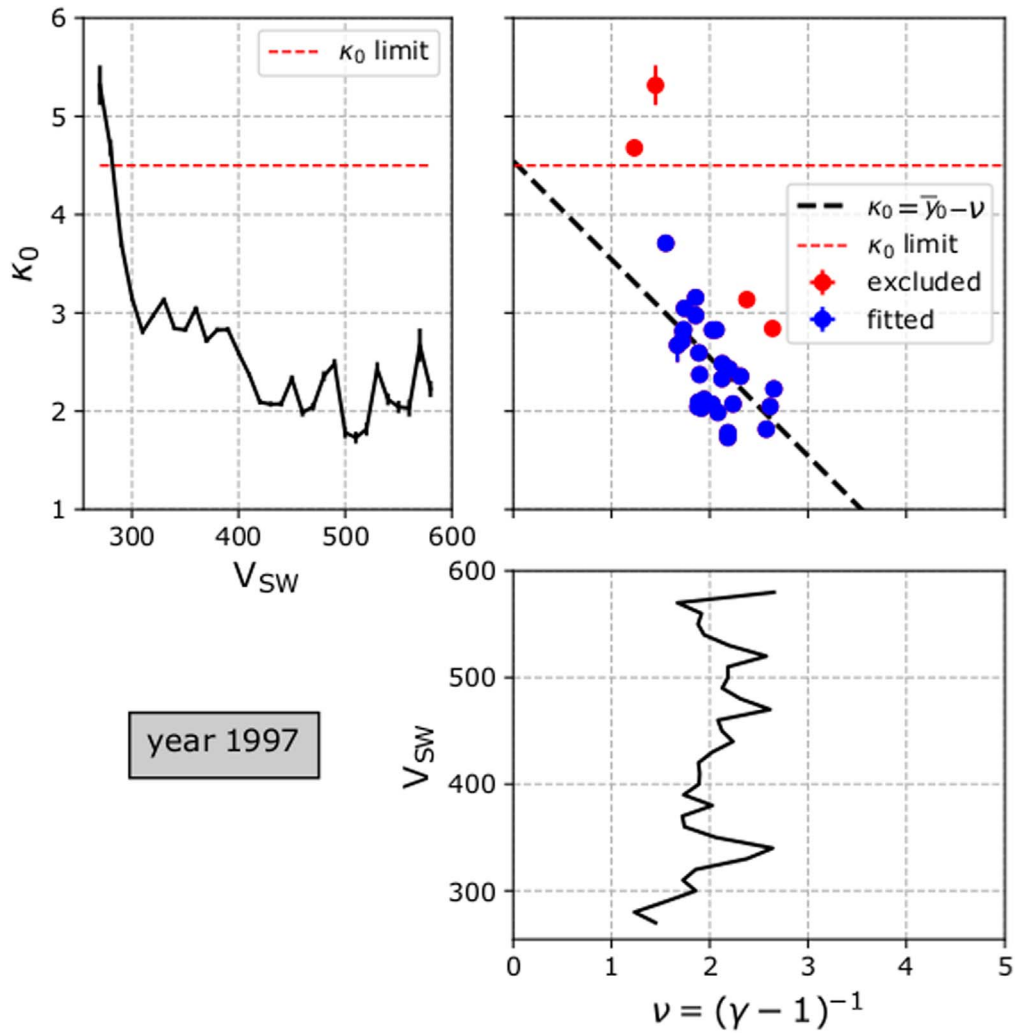 6
5
4
3
2
1
κ₀
κ₀ limit
300
400
500
600
V_SW
κ₀ = γ̅₀ − ν
κ₀ limit
excluded
fitted
year 1997
600
500
400
300
V_SW
0
1
2
3
4
5
ν = (γ − 1)⁻¹